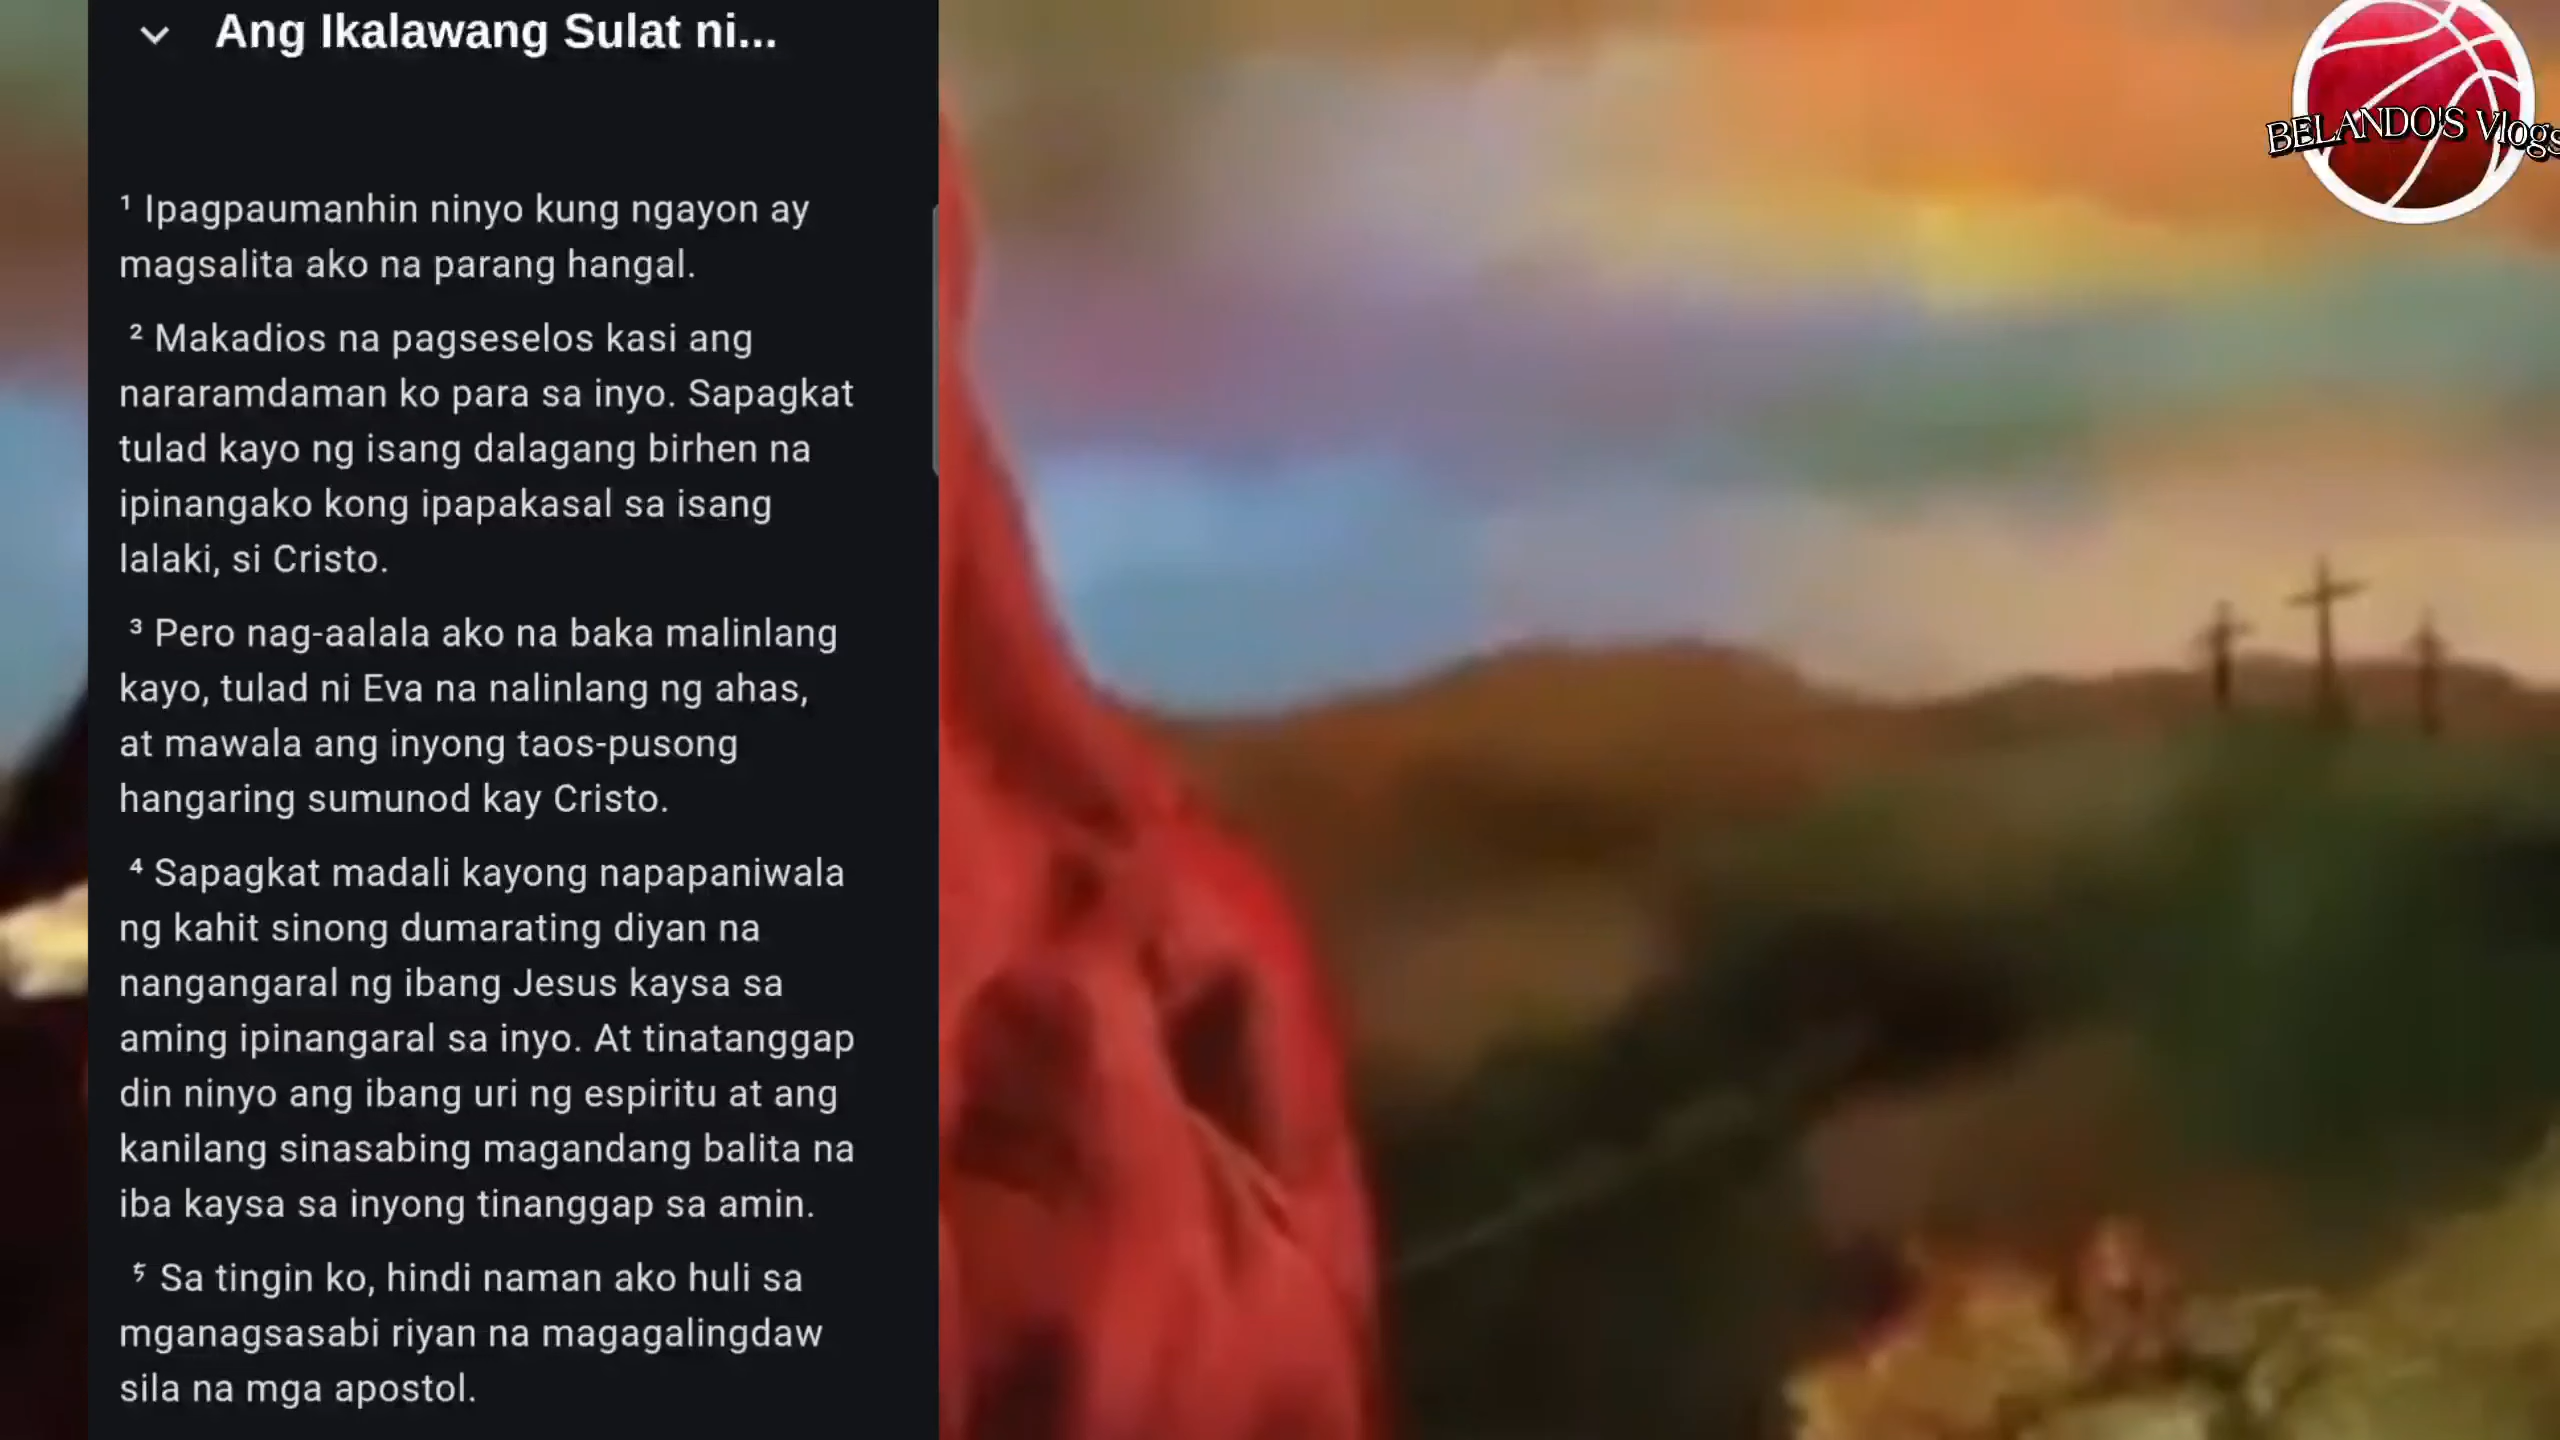 Ang Ikalawang Sulat ni...
BELANDO'S Vlogs
¹ Ipagpaumanhin ninyo kung ngayon ay
magsalita ako na parang hangal.
² Makadios na pagseselos kasi ang
nararamdaman ko para sa inyo. Sapagkat
tulad kayo ng isang dalagang birhen na
ipinangako kong ipapakasal sa isang
lalaki, si Cristo.
³ Pero nag-aalala ako na baka malinlang
kayo, tulad ni Eva na nalinlang ng ahas,
at mawala ang inyong taos-pusong
hangaring sumunod kay Cristo.
⁴ Sapagkat madali kayong napapaniwala
ng kahit sinong dumarating diyan na
nangangaral ng ibang Jesus kaysa sa
aming ipinangaral sa inyo. At tinatanggap
din ninyo ang ibang uri ng espiritu at ang
kanilang sinasabing magandang balita na
iba kaysa sa inyong tinanggap sa amin.
⁵ Sa tingin ko, hindi naman ako huli sa
mganagsasabi riyan na magagalingdaw
sila na mga apostol.